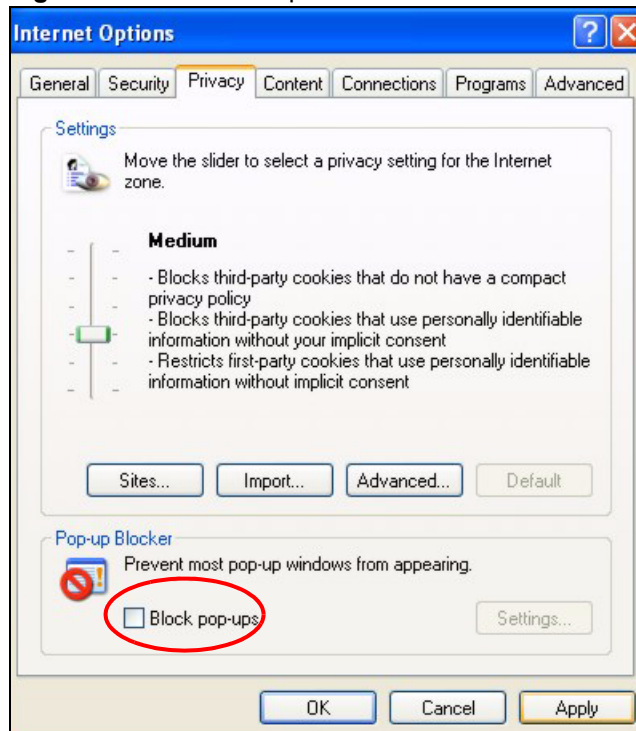 Internet Options
General Security Privacy Content Connections Programs Advanced
Settings
Move the slider to select a privacy setting for the Internet
zone.
Medium
- Blocks third-party cookies that do not have a compact
privacy policy
- Blocks third-party cookies that use personally identifiable
information without your implicit consent
- Restricts first-party cookies that use personally identifiable
information without implicit consent
Sites... Import... Advanced... Default
Pop-up Blocker
Prevent most pop-up windows from appearing.
Block pop-ups
Settings...
OK Cancel Apply